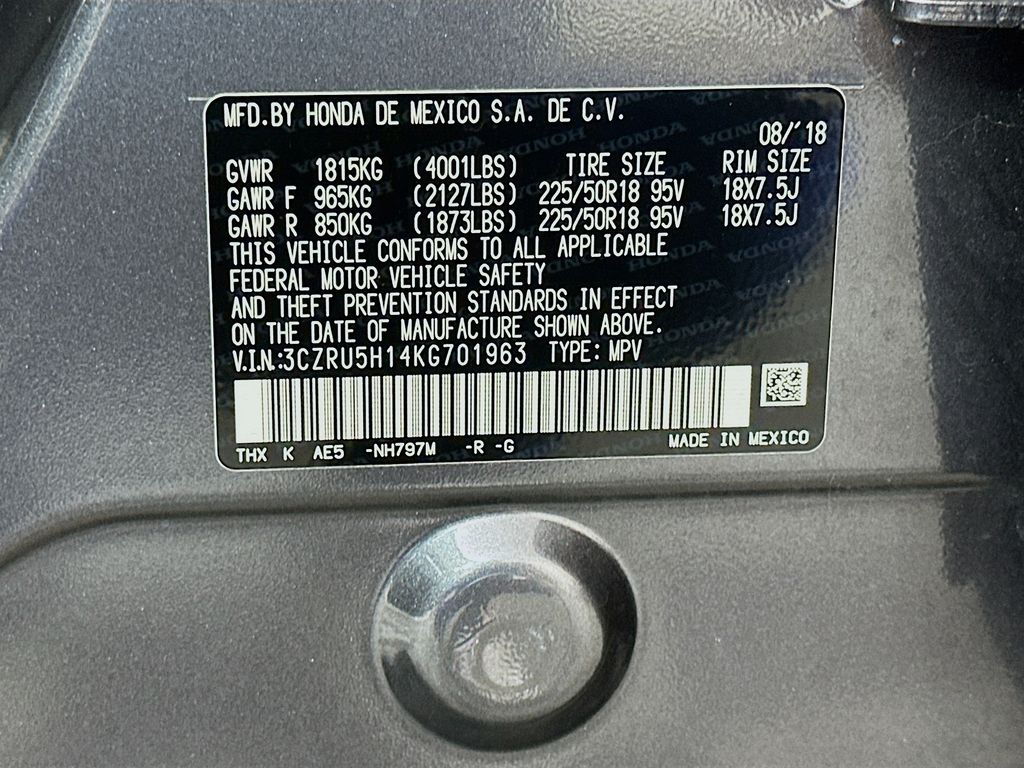 MFD.BY HONDA DE MEXICO S.A. DE C.V.
08/'18
GVWR 1815KG (4001LBS) TIRE SIZE RIM SIZE
GAWR F 965KG (2127LBS) 225/50R18 95V 18X7.5J
GAWR R 850KG (1873LBS) 225/50R18 95V 18X7.5J
THIS VEHICLE CONFORMS TO ALL APPLICABLE
FEDERAL MOTOR VEHICLE SAFETY
AND THEFT PREVENTION STANDARDS IN EFFECT
ON THE DATE OF MANUFACTURE SHOWN ABOVE.
V.I.N.:3CZRU5H14KG701963 TYPE: MPV
THX K AE5 -NH797M -R -G MADE IN MEXICO